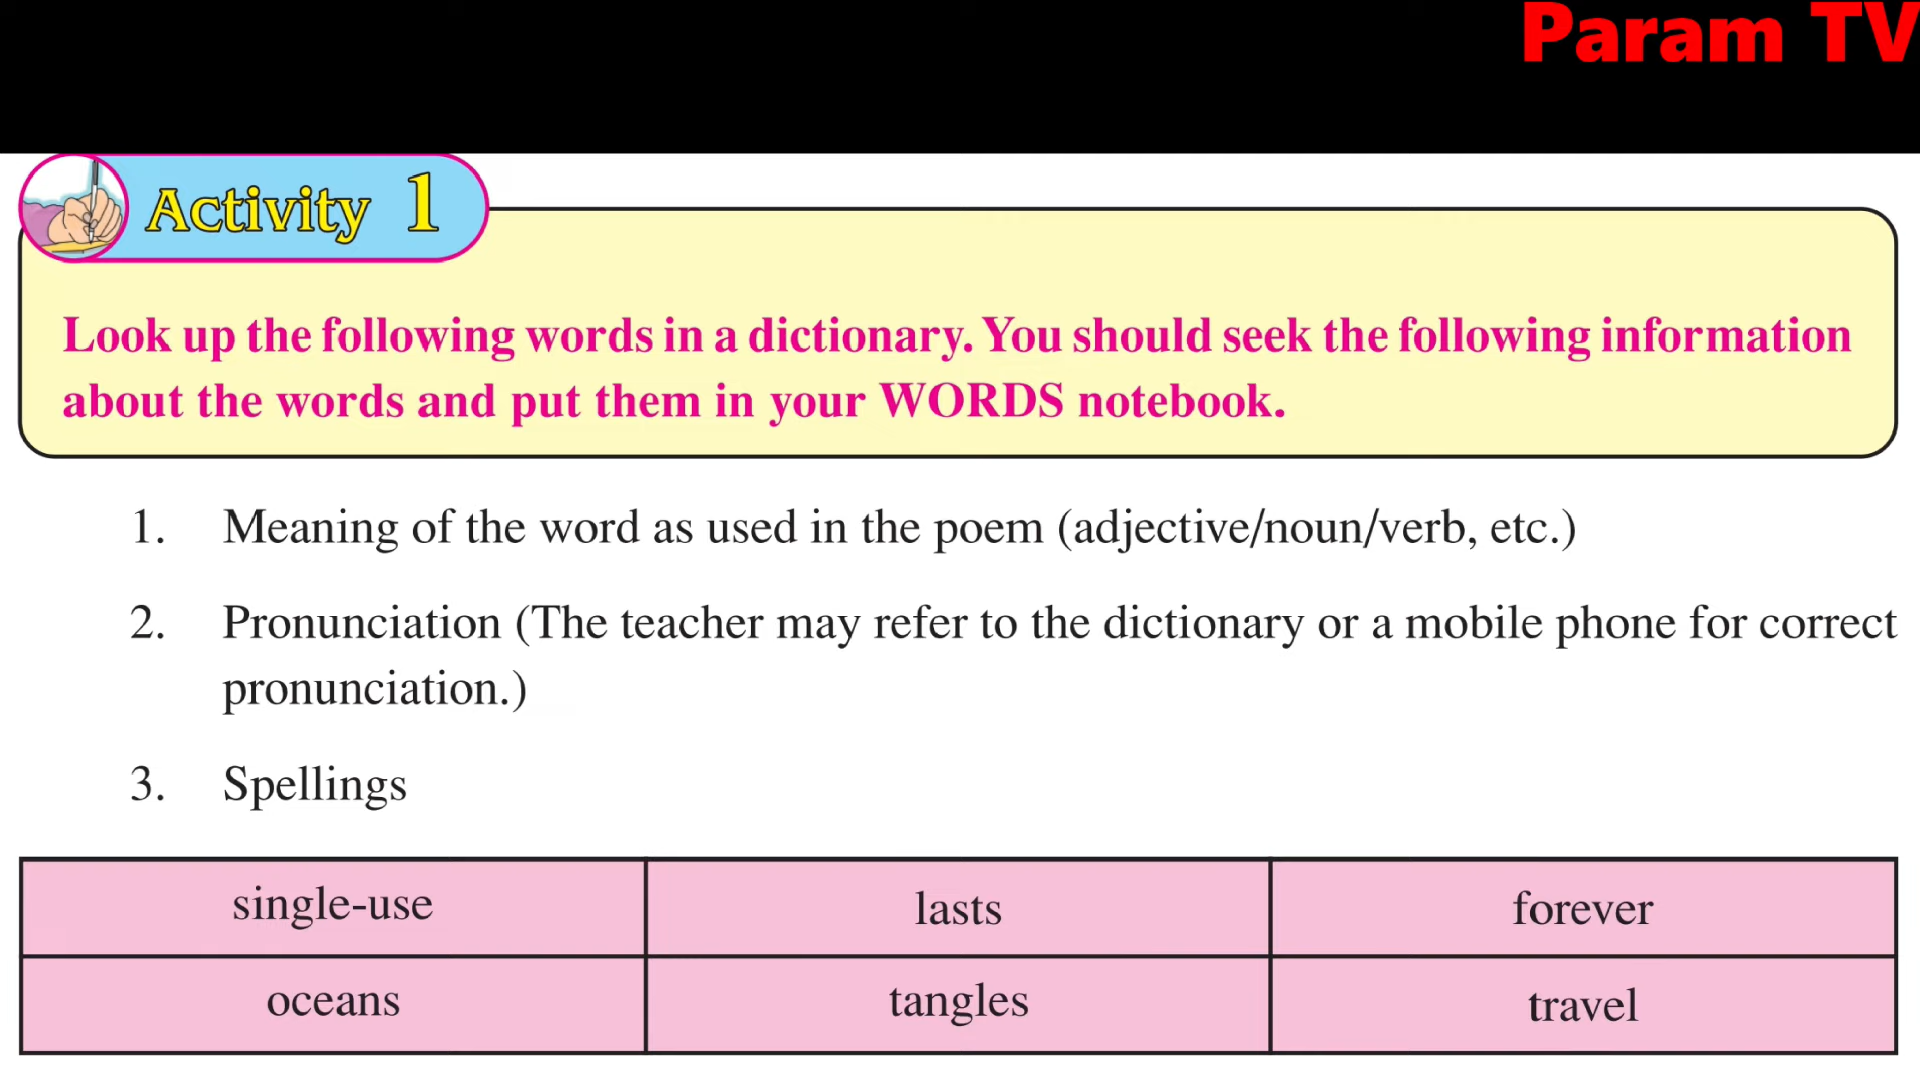 Param TV
Activity 1
Look up the following words in a dictionary. You should seek the following information
about the words and put them in your WORDS notebook.
1. Meaning of the word as used in the poem (adjective/noun/verb, etc.)
2. Pronunciation (The teacher may refer to the dictionary or a mobile phone for correct
pronunciation.)
3. Spellings
single-use lasts forever
oceans tangles travel